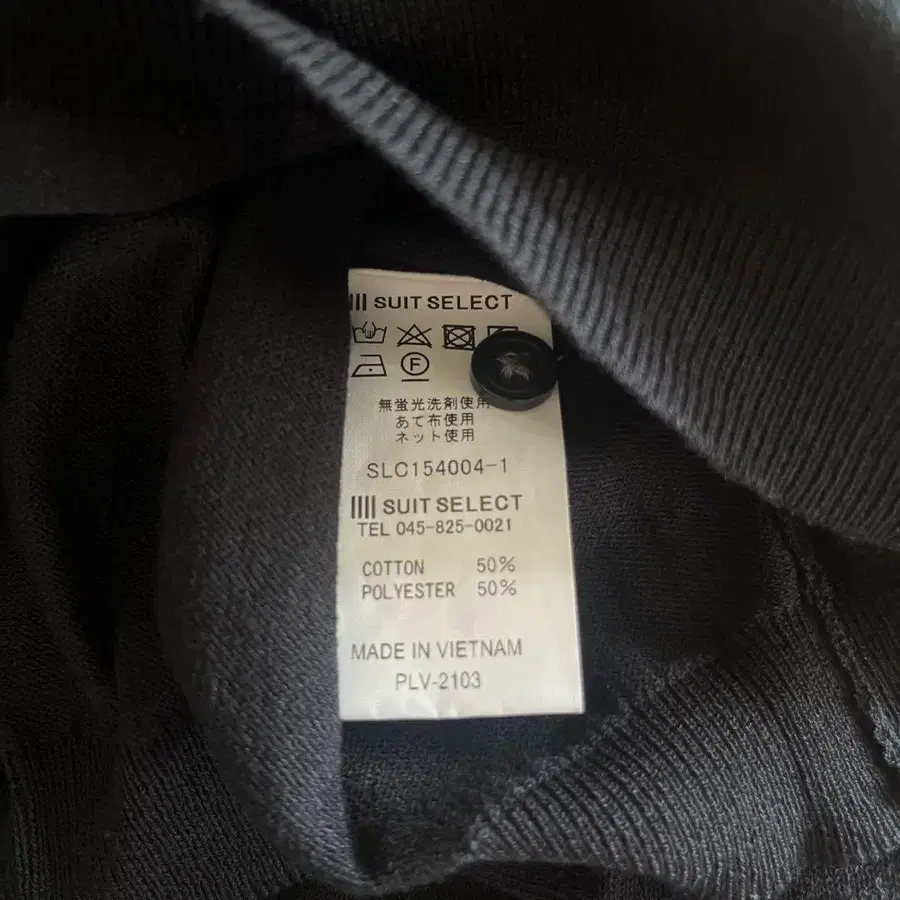 SUIT SELECT
F
無蛍光洗剤使用
あて布使用
ネット使用
SLC154004-1
SUIT SELECT
TEL 045-825-0021
COTTON 50%
POLYESTER 50%
MADE IN VIETNAM
PLV-2103